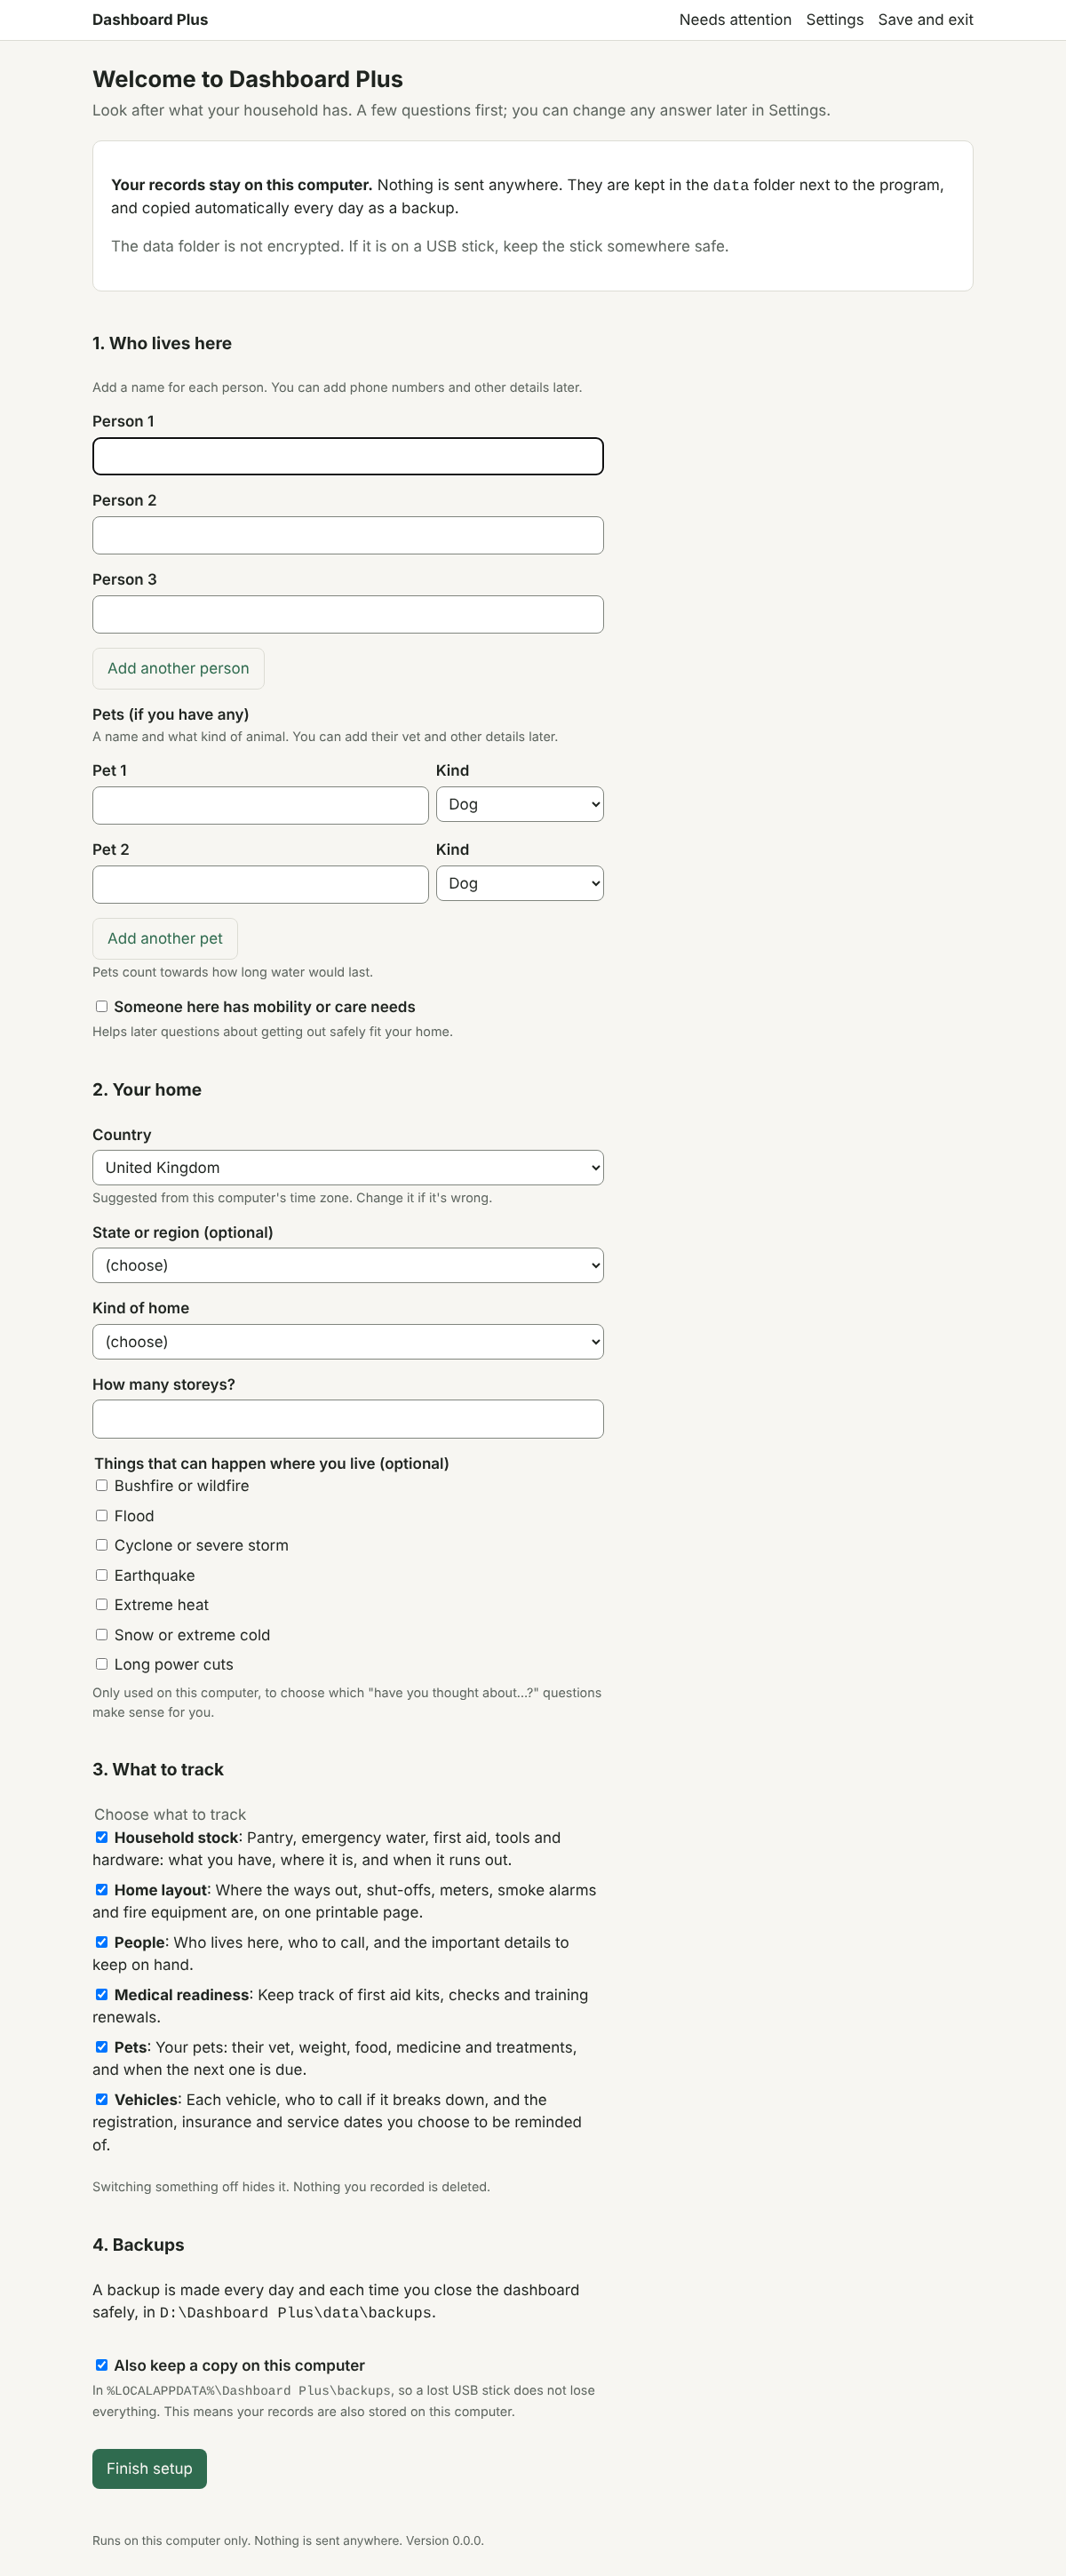 Dashboard Plus
Needs attention Settings Save and exit
Welcome to Dashboard Plus
Look after what your household has. A few questions first; you can change any answer later in Settings.
Your records stay on this computer. Nothing is sent anywhere. They are kept in the data folder next to the program,
and copied automatically every day as a backup.
The data folder is not encrypted. If it is on a USB stick, keep the stick somewhere safe.
1. Who lives here
Add a name for each person. You can add phone numbers and other details later.
Person 1
Person 2
Person 3
Add another person
Pets (if you have any)
A name and what kind of animal. You can add their vet and other details later.
Pet 1 Kind
Dog
Pet 2 Kind
Dog
Add another pet
Pets count towards how long water would last.
Someone here has mobility or care needs
Helps later questions about getting out safely fit your home.
2. Your home
Country
United Kingdom
Suggested from this computer's time zone. Change it if it's wrong.
State or region (optional)
(choose)
Kind of home
(choose)
How many storeys?
Things that can happen where you live (optional)
Bushfire or wildfire
Flood
Cyclone or severe storm
Earthquake
Extreme heat
Snow or extreme cold
Long power cuts
Only used on this computer, to choose which "have you thought about...?" questions
make sense for you.
3. What to track
Choose what to track
Household stock: Pantry, emergency water, first aid, tools and
hardware: what you have, where it is, and when it runs out.
Home layout: Where the ways out, shut-offs, meters, smoke alarms
and fire equipment are, on one printable page.
People: Who lives here, who to call, and the important details to
keep on hand.
Medical readiness: Keep track of first aid kits, checks and training
renewals.
Pets: Your pets: their vet, weight, food, medicine and treatments,
and when the next one is due.
Vehicles: Each vehicle, who to call if it breaks down, and the
registration, insurance and service dates you choose to be reminded
of.
Switching something off hides it. Nothing you recorded is deleted.
4. Backups
A backup is made every day and each time you close the dashboard
safely, in D:\Dashboard Plus\data\backups.
Also keep a copy on this computer
In %LOCALAPPDATA%\Dashboard Plus\backups, so a lost USB stick does not lose
everything. This means your records are also stored on this computer.
Finish setup
Runs on this computer only. Nothing is sent anywhere. Version 0.0.0.